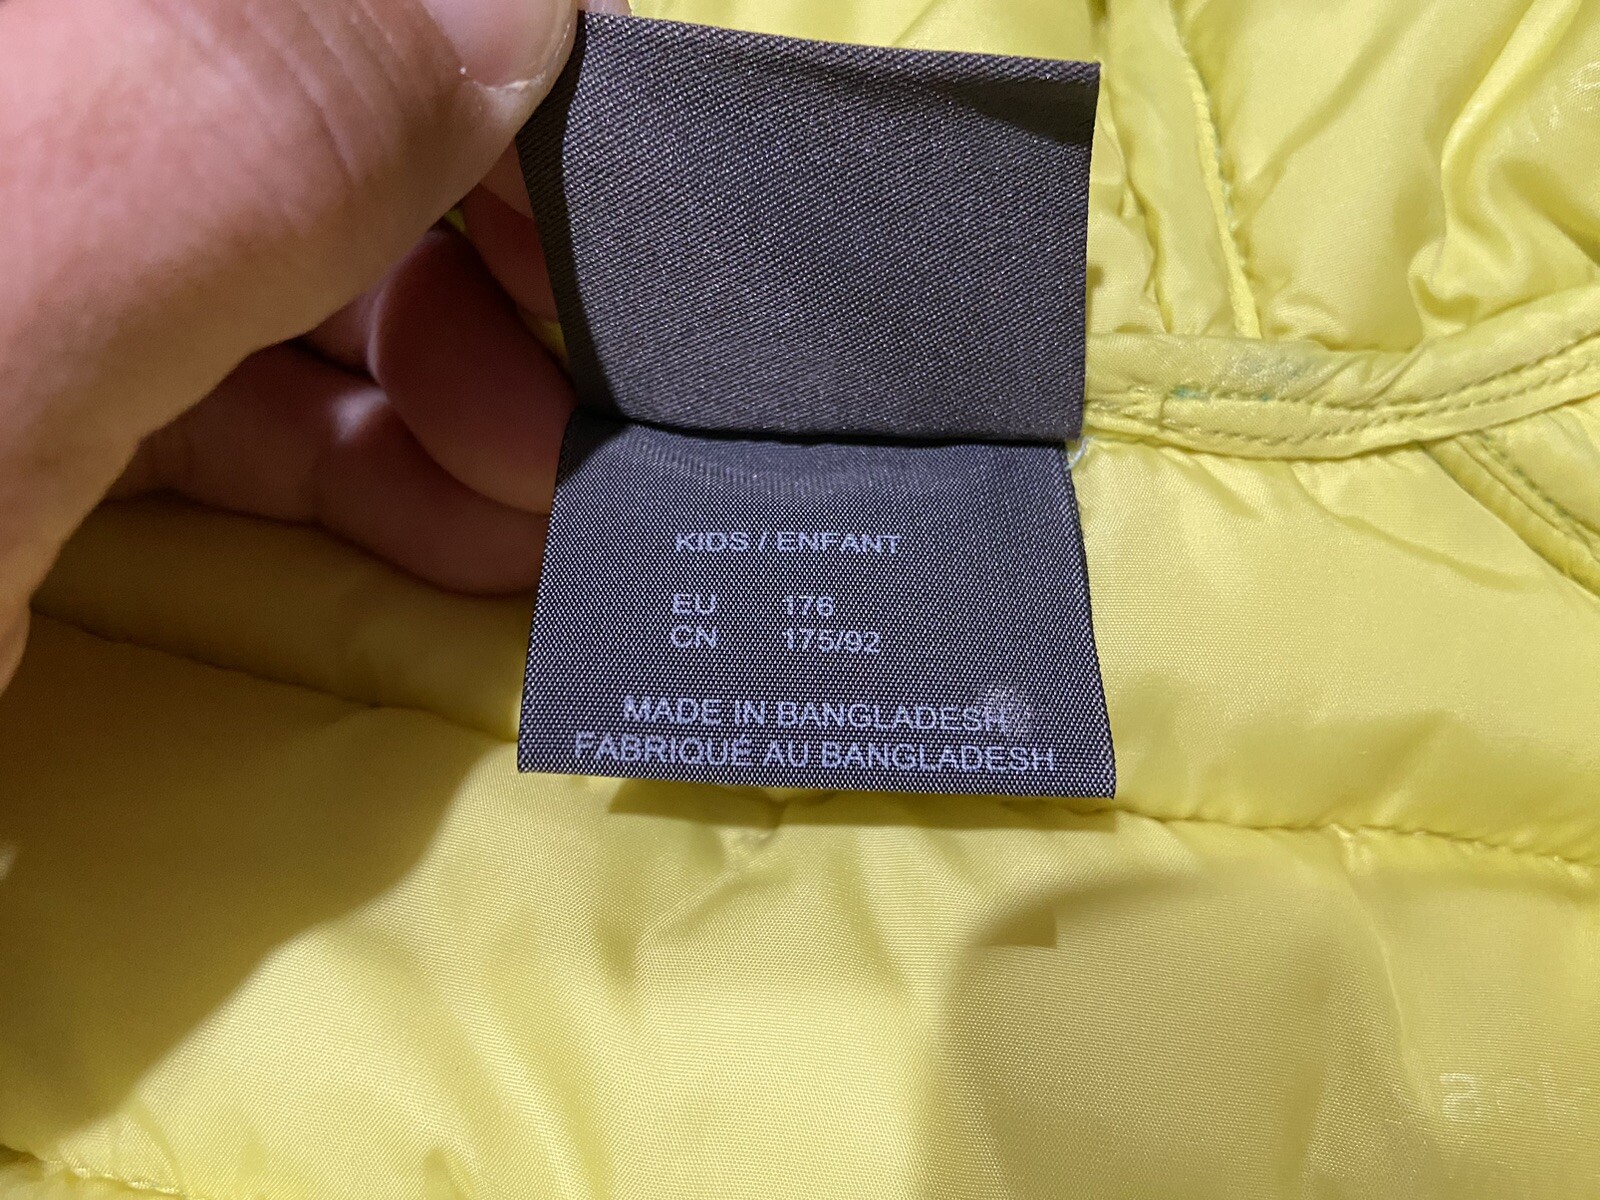 KIDS / ENFANT
EU 176
CN 175/92
MADE IN BANGLADESH
FABRIQUÉ AU BANGLADESH